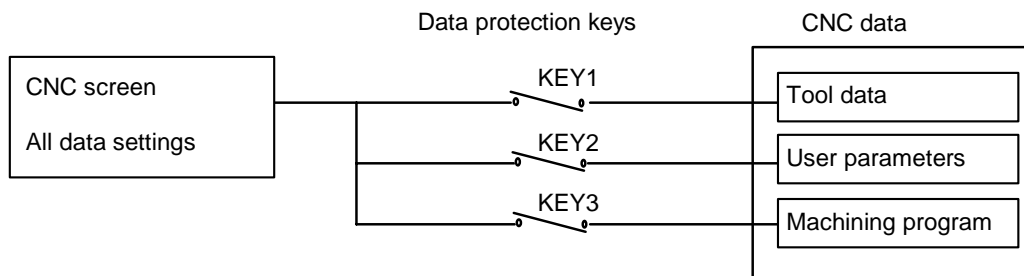 Data protection keys
CNC data
CNC screen
All data settings
KEY1
Tool data
KEY2
User parameters
KEY3
Machining program